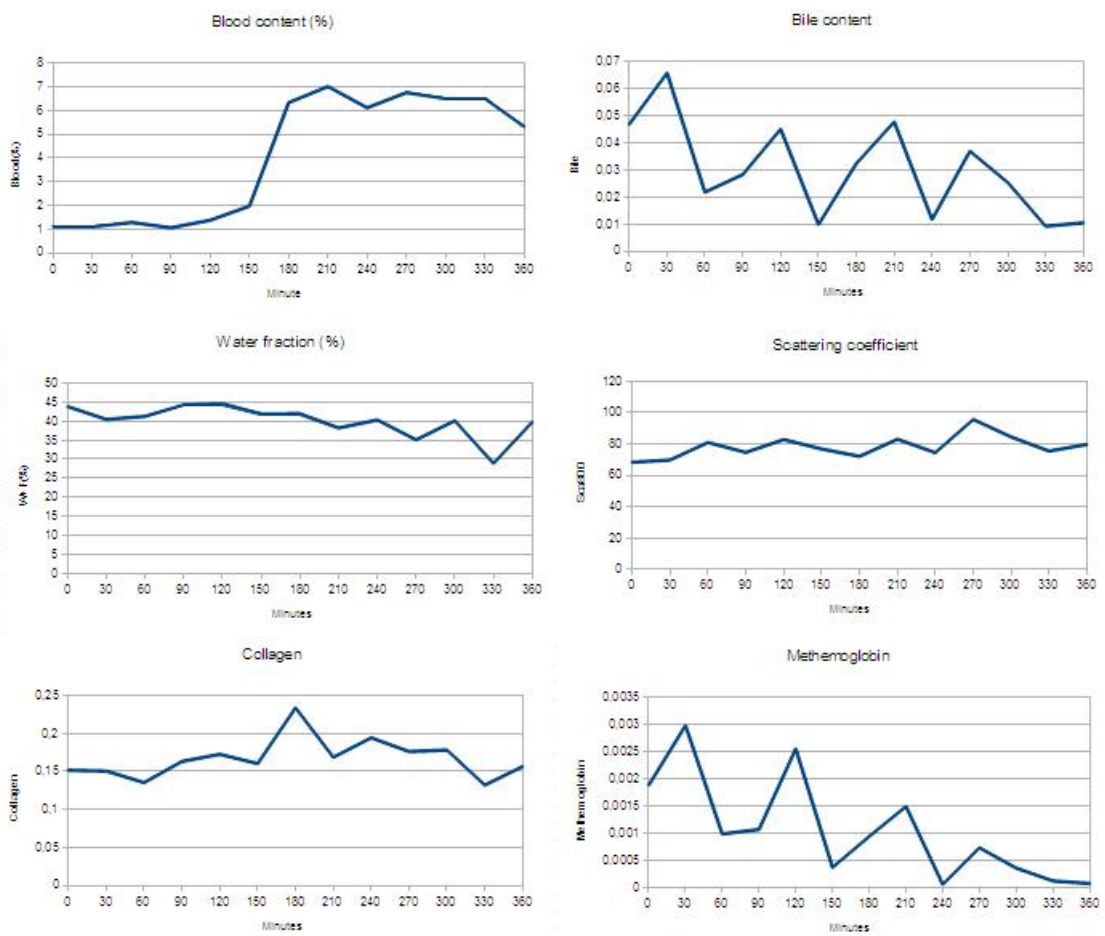 Blood content (%)
8
7
6
5
4
3
2
1
0
Blood(%)
0 30 60 90 120 150 180 210 240 270 300 330 360
Minute
Bile content
0,07
0,06
0,05
0,04
0,03
0,02
0,01
0
Bile
0 30 60 90 120 150 180 210 240 270 300 330 360
Minutes
Water fraction (%)
50
45
40
35
30
25
20
15
10
5
0
0 30 60 90 120 150 180 210 240 270 300 330 360
Minutes
Scattering coefficient
120
100
80
60
40
20
0
Sca800
0 30 60 90 120 150 180 210 240 270 300 330 360
Minutes
Collagen
0,25
0,2
0,15
0,1
0,05
0
Collagen
0 30 60 90 120 150 180 210 240 270 300 330 360
Minutes
Methemoglobin
0,0035
0,003
0,0025
0,002
0,0015
0,001
0,0005
0
Methemoglobin
0 30 60 90 120 150 180 210 240 270 300 330 360
Minutes